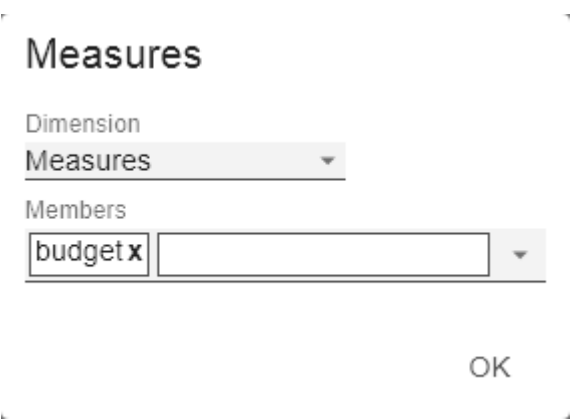 Measures
Dimension
Measures
Members
budget x
OK